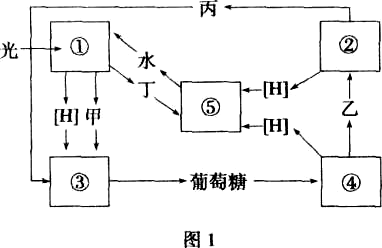 丙
光
①
②
水
丁
⑤
[H]
[H]
甲
乙
[H]
③
葡萄糖
④
图1